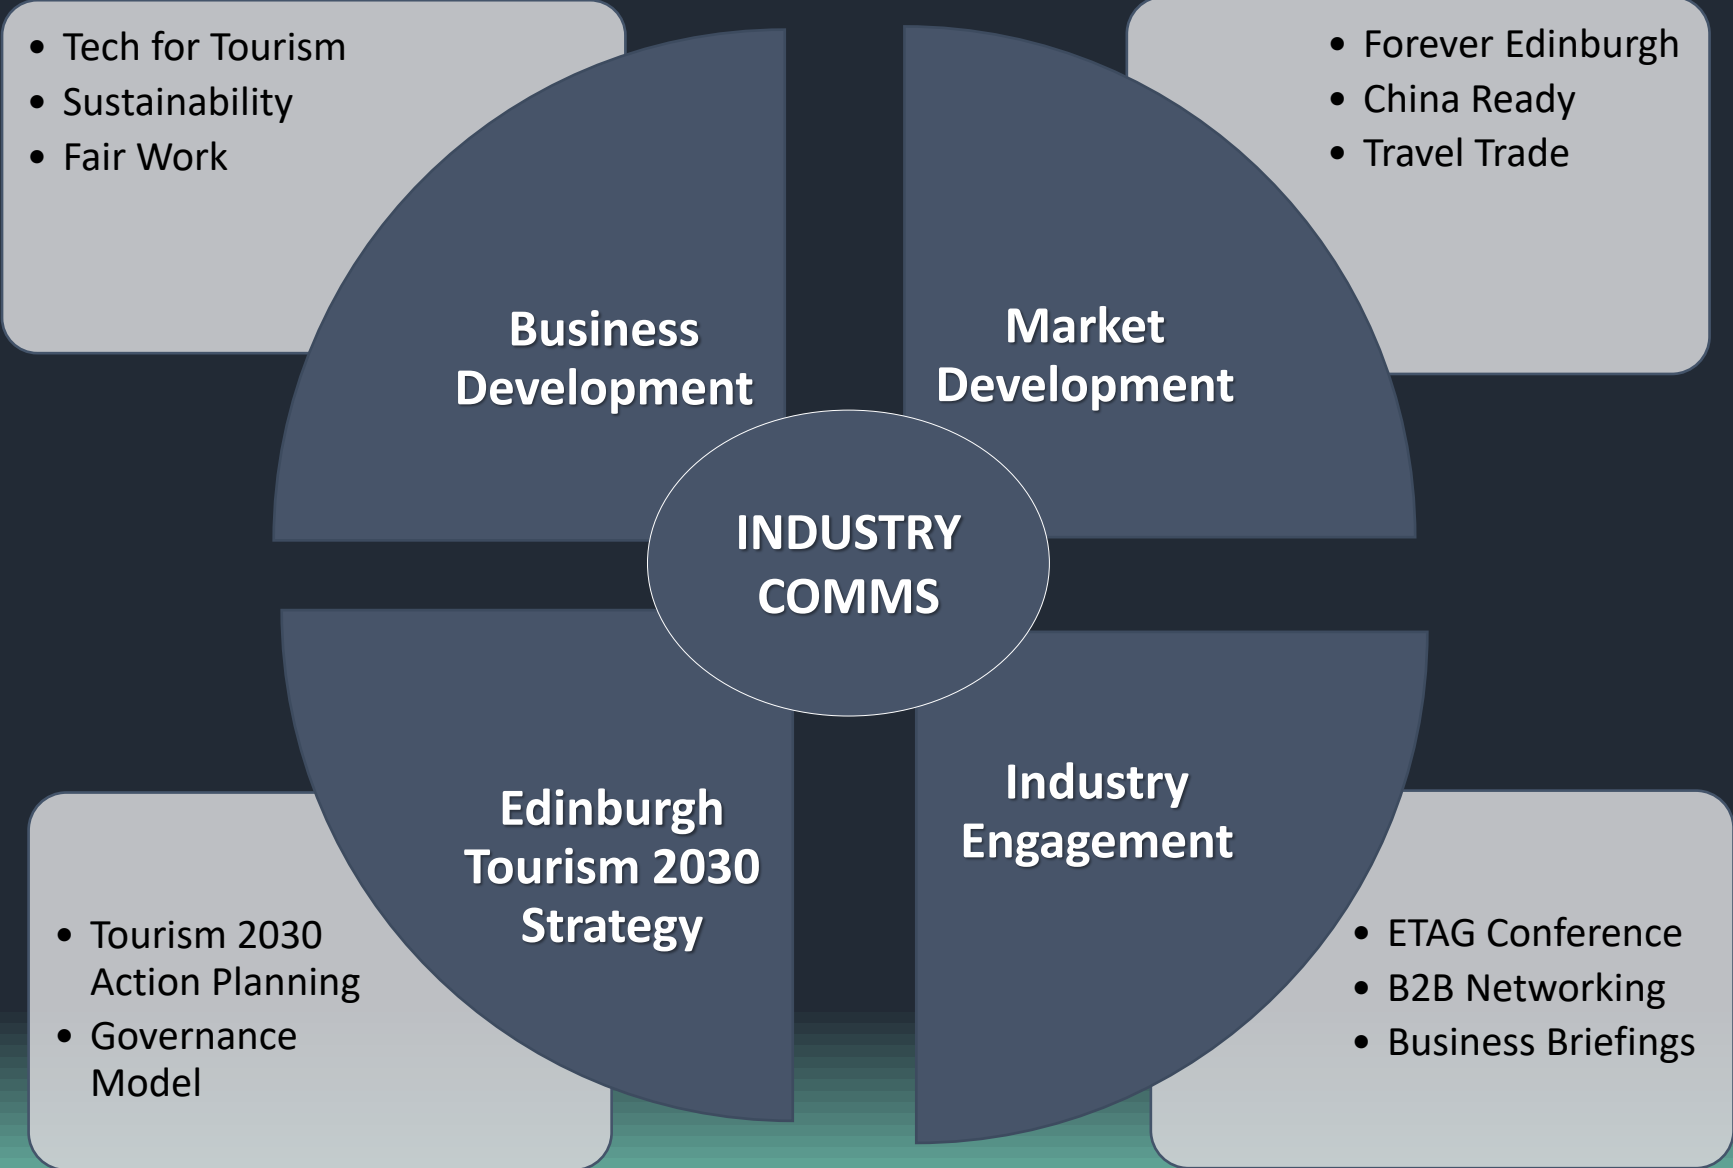 • Tech for Tourism
• Sustainability
• Fair Work
• Forever Edinburgh
• China Ready
• Travel Trade
Business
Development
Market
Development
INDUSTRY
COMMS
Edinburgh
Tourism 2030
Strategy
Industry
Engagement
• Tourism 2030
Action Planning
• Governance
Model
• ETAG Conference
• B2B Networking
• Business Briefings